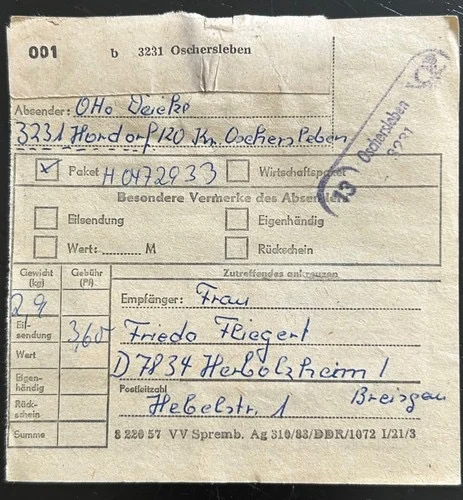 001 b 3231 Oschersleben
Absender: Otto Deicke
3231 Hordorf 120 Kr. Oschersleben
(13) Oschersleben
3231
Paket H 0472933 Wirtschaftspaket
Besondere Vermerke des Absenders
Eilsendung Eigenhändig
Wert: ........ M Rückschein
Zutreffendes ankreuzen
Gewicht (kg) Gebühr (Pf)
2,9
Eil-
sendung 3,60
Wert
Eigen-
händig
Rück-
schein
Summe
Empfänger: Frau
Frieda Fliegert
D 7834 Herbolzheim /
Postleitzahl Breisgau
Hebelstr. 1
8 220 57 VV Spremb. Ag 310/83/DDR/1072 I/21/3